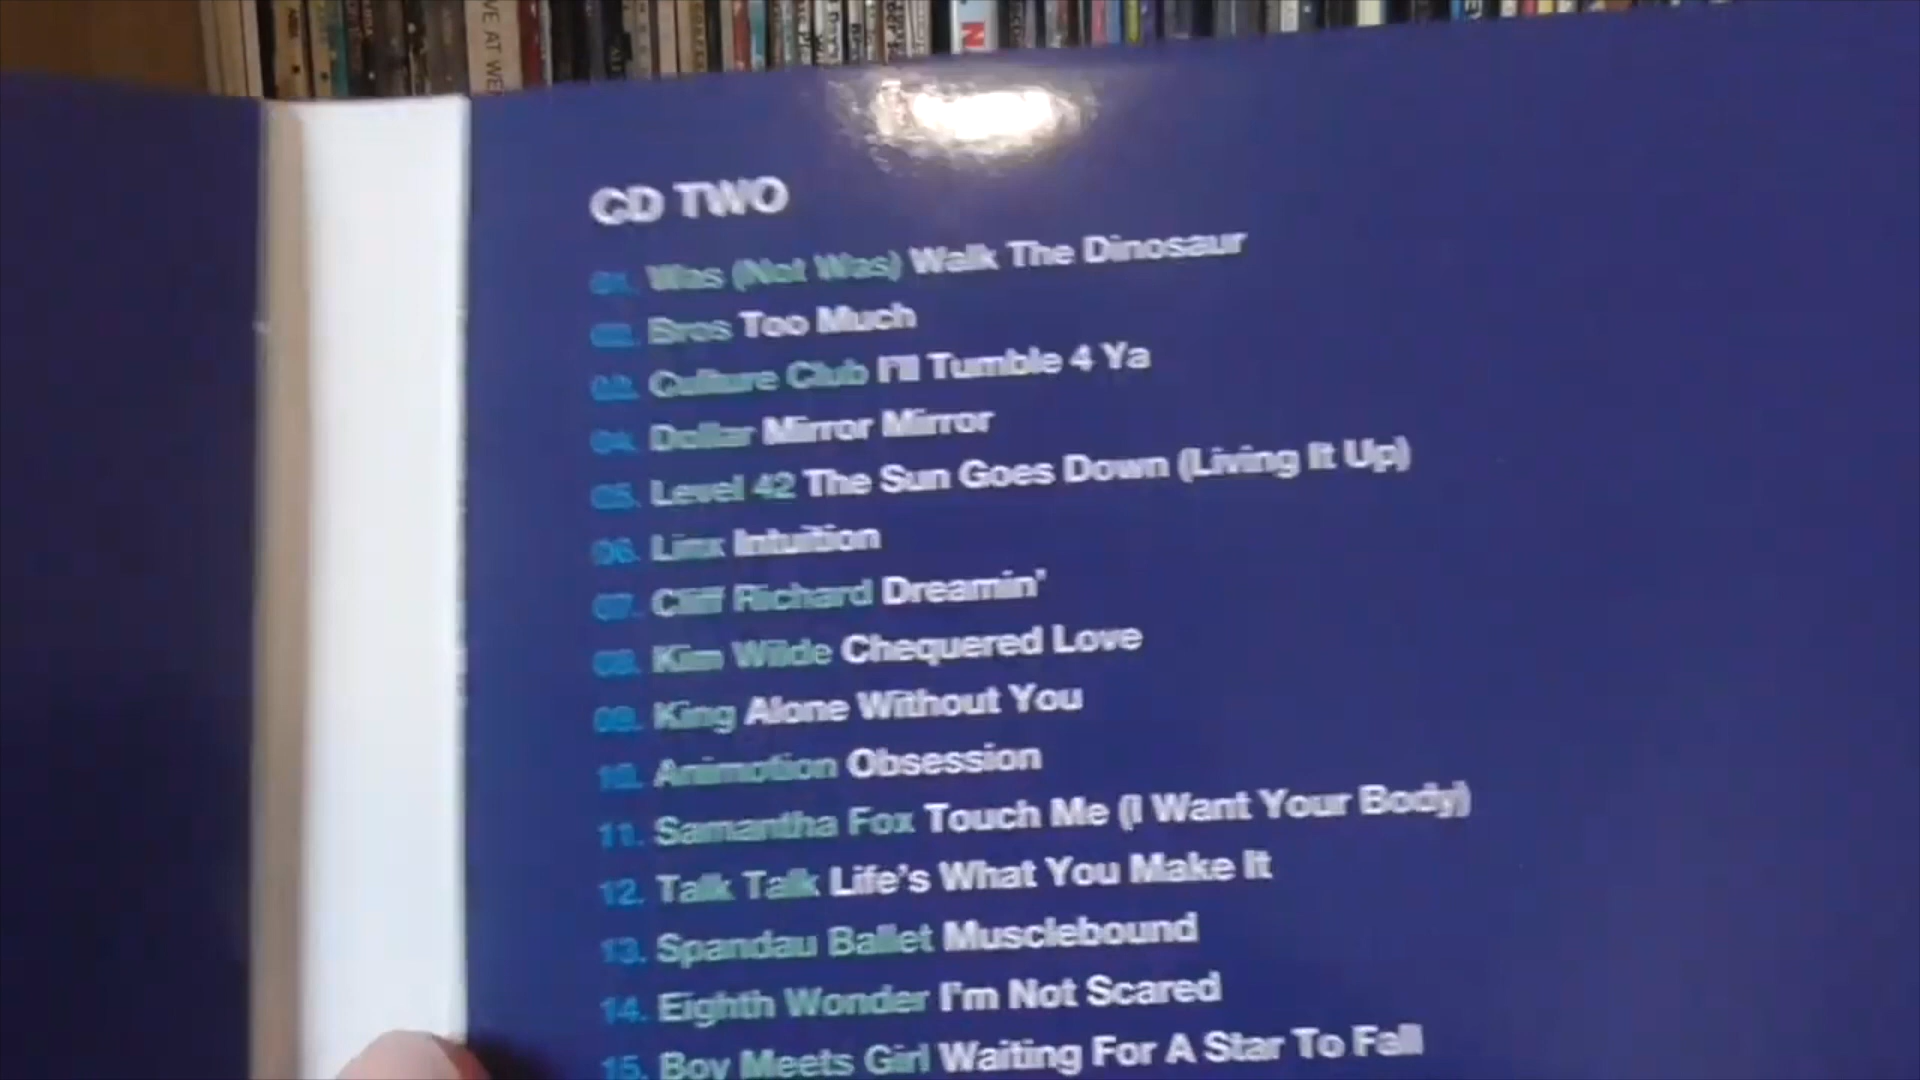 VE AT WE
N
CD TWO
01. Was (Not Was) Walk The Dinosaur
02. Bros Too Much
03. Culture Club I'll Tumble 4 Ya
04. Dollar Mirror Mirror
05. Level 42 The Sun Goes Down (Living It Up)
06. Linx Intuition
07. Cliff Richard Dreamin'
08. Kim Wilde Chequered Love
09. King Alone Without You
10. Animotion Obsession
11. Samantha Fox Touch Me (I Want Your Body)
12. Talk Talk Life's What You Make It
13. Spandau Ballet Musclebound
14. Eighth Wonder I'm Not Scared
15. Boy Meets Girl Waiting For A Star To Fall